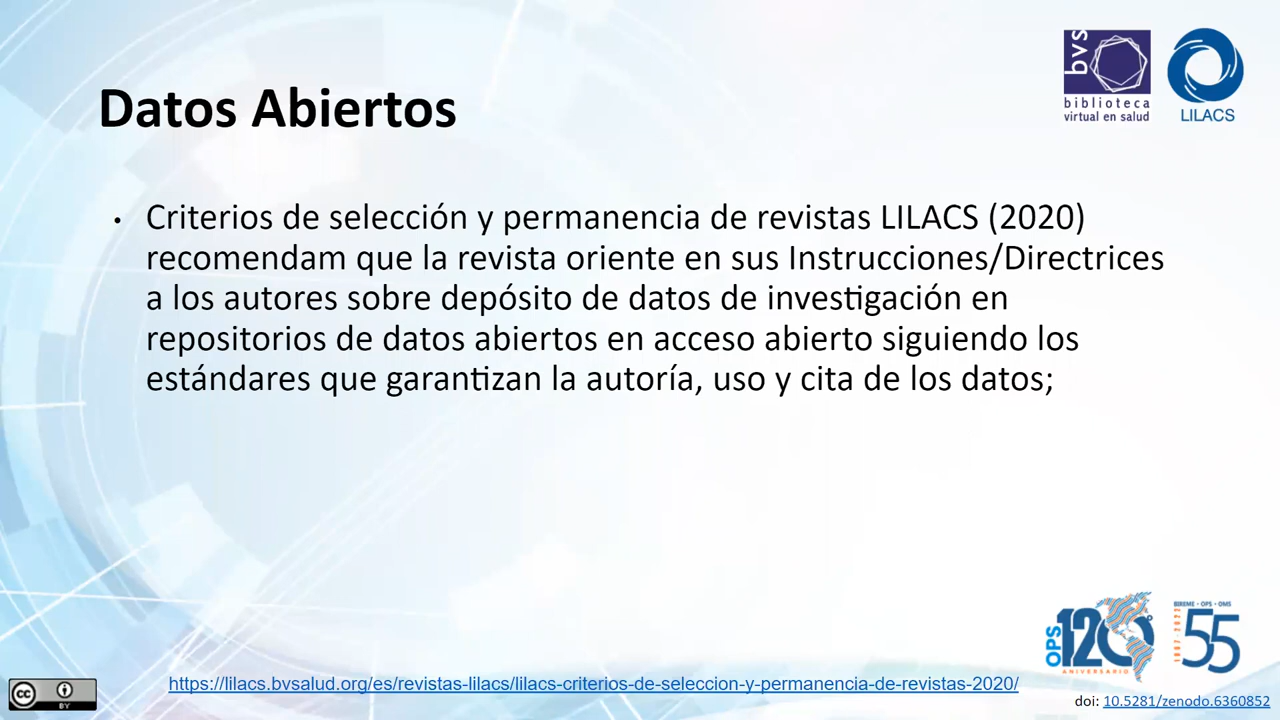 bvs
biblioteca
virtual en salud
LILACS
Datos Abiertos
• Criterios de selección y permanencia de revistas LILACS (2020)
recomendam que la revista oriente en sus Instrucciones/Directrices
a los autores sobre depósito de datos de investigación en
repositorios de datos abiertos en acceso abierto siguiendo los
estándares que garantizan la autoría, uso y cita de los datos;
OPS
120
ANIVERSARIO
BIREME • OPS • OMS
1967-2022
55
https://lilacs.bvsalud.org/es/revistas-lilacs/lilacs-criterios-de-seleccion-y-permanencia-de-revistas-2020/
cc
BY
doi: 10.5281/zenodo.6360852